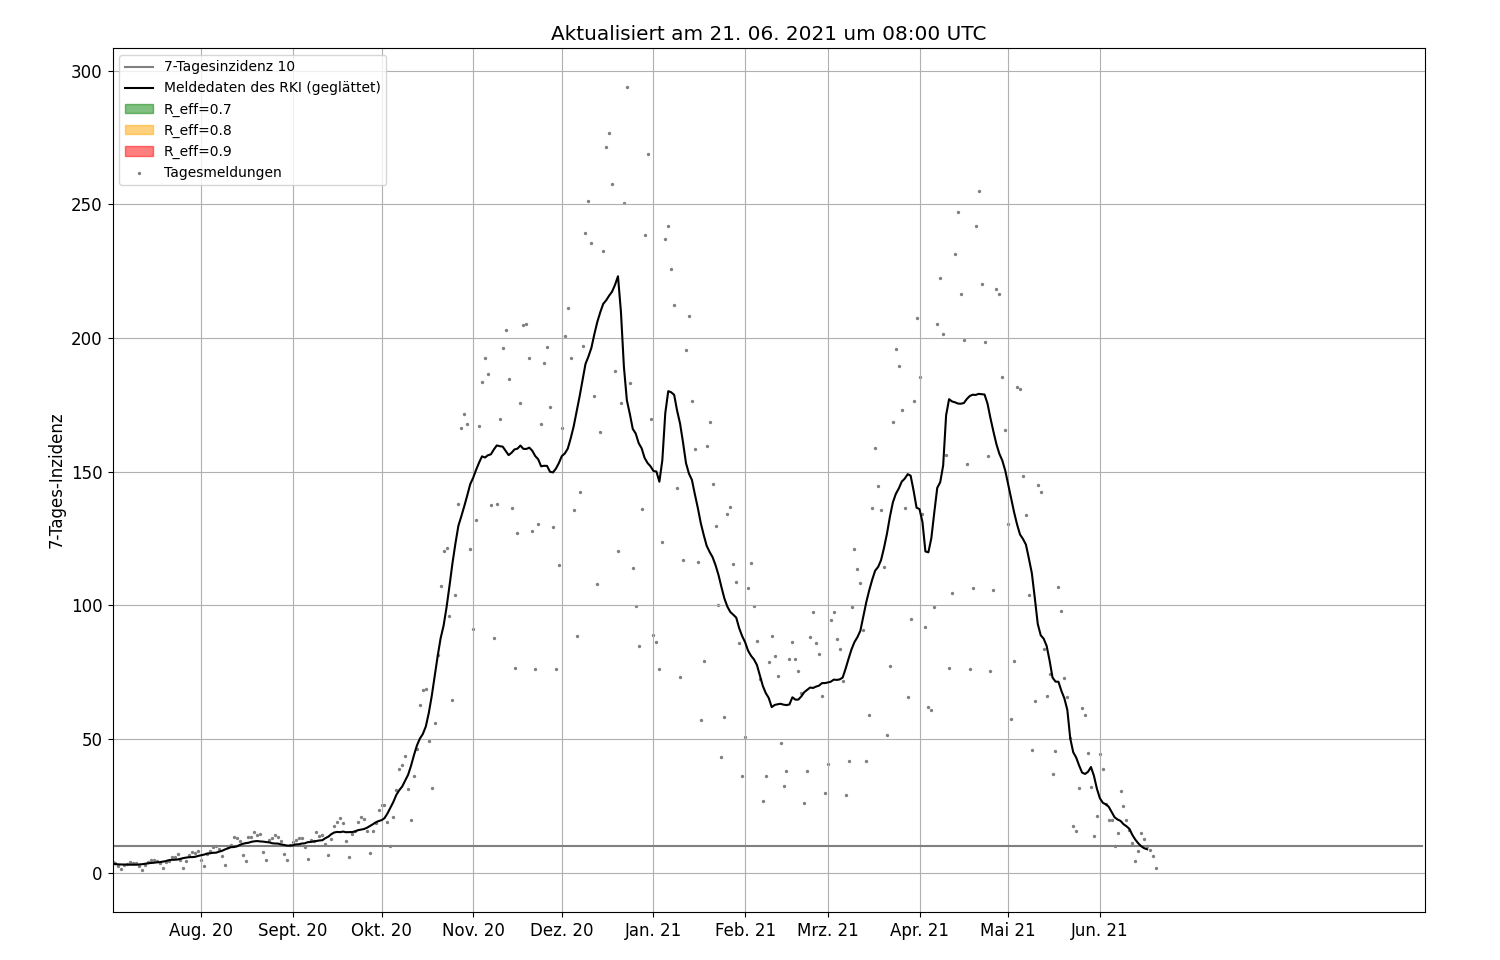 Aktualisiert am 21. 06. 2021 um 08:00 UTC
7-Tagesinzidenz 10
Meldedaten des RKI (geglättet)
R_eff=0.7
R_eff=0.8
R_eff=0.9
Tagesmeldungen
7-Tages-Inzidenz
300
250
200
150
100
50
0
Aug. 20 Sept. 20 Okt. 20 Nov. 20 Dez. 20 Jan. 21 Feb. 21 Mrz. 21 Apr. 21 Mai 21 Jun. 21